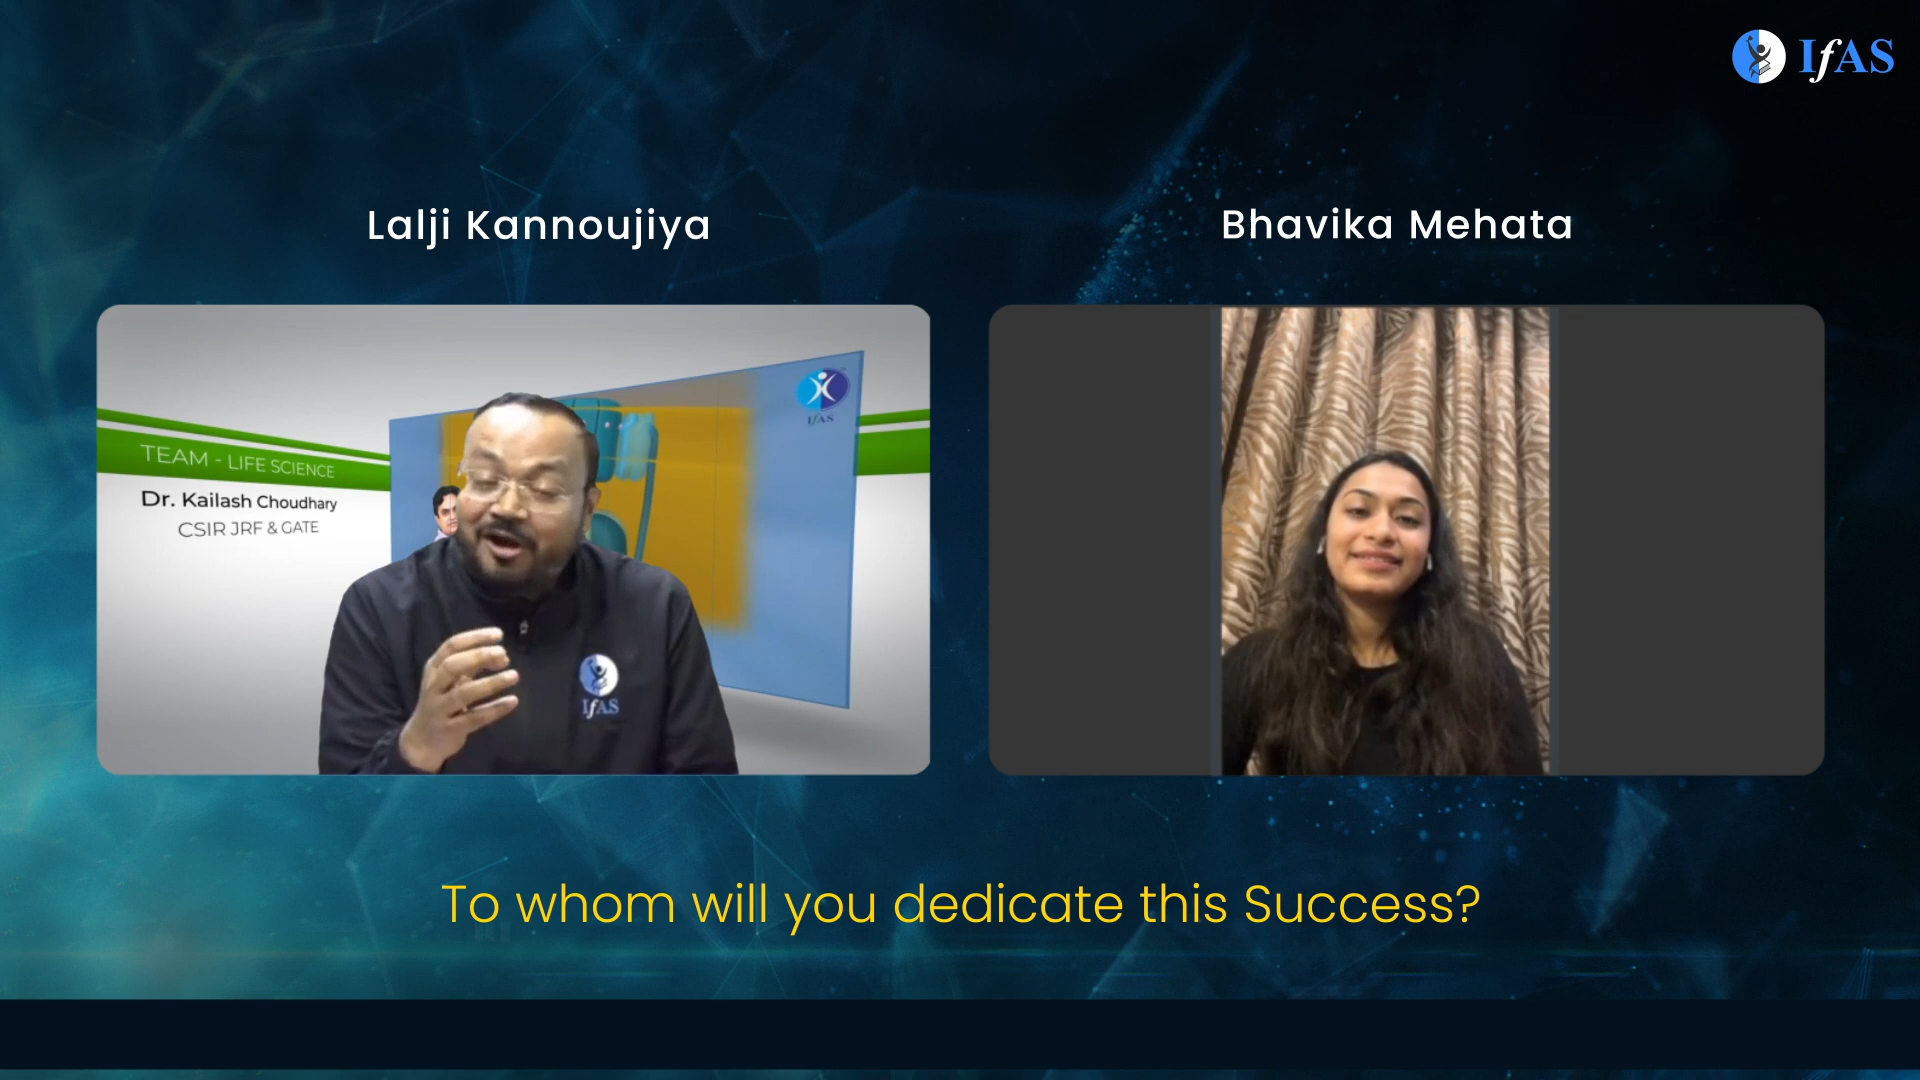 IfAS
Lalji Kannoujiya
Bhavika Mehata
IfAS
TEAM - LIFE SCIENCE
Dr. Kailash Choudhary
CSIR JRF & GATE
IfAS
To whom will you dedicate this Success?